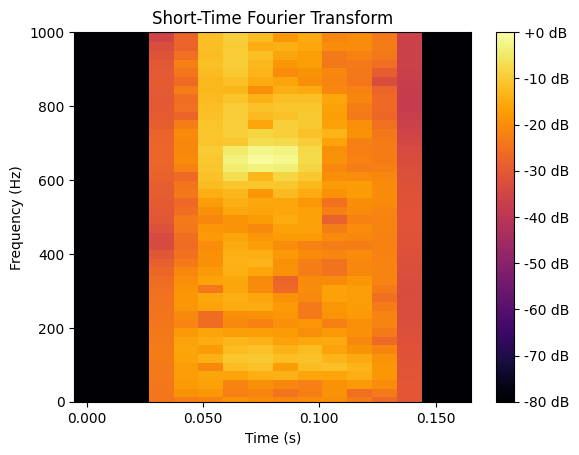 Short-Time Fourier Transform
Frequency (Hz)
1000
800
600
400
200
0
0.000
0.050
0.100
0.150
Time (s)
+0 dB
-10 dB
-20 dB
-30 dB
-40 dB
-50 dB
-60 dB
-70 dB
-80 dB